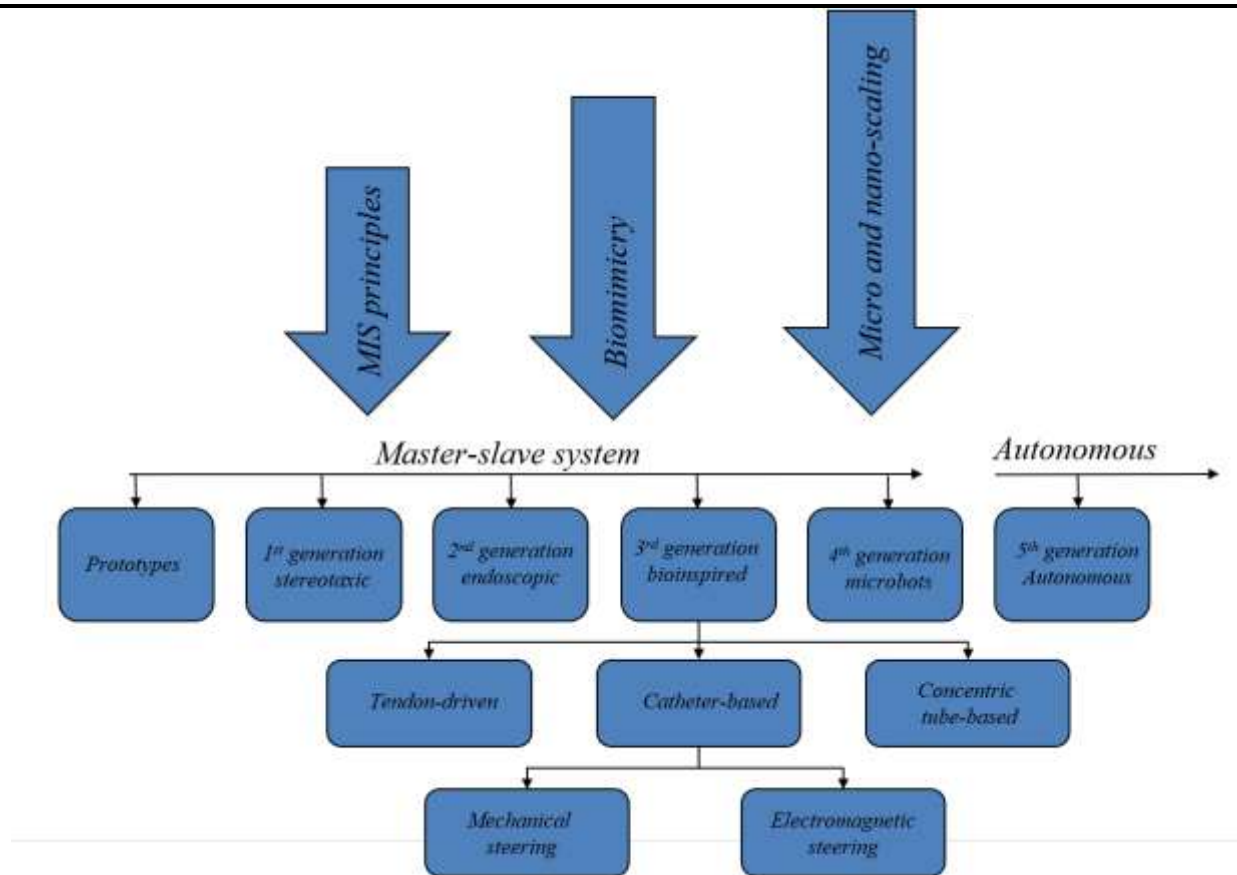 MIS principles
Biomimicry
Micro and nano-scaling
Master-slave system
Autonomous
Prototypes
1st generation
stereotaxic
2nd generation
endoscopic
3rd generation
bioinspired
4th generation
microbots
5th generation
Autonomous
Tendon-driven
Catheter-based
Concentric
tube-based
Mechanical
steering
Electromagnetic
steering